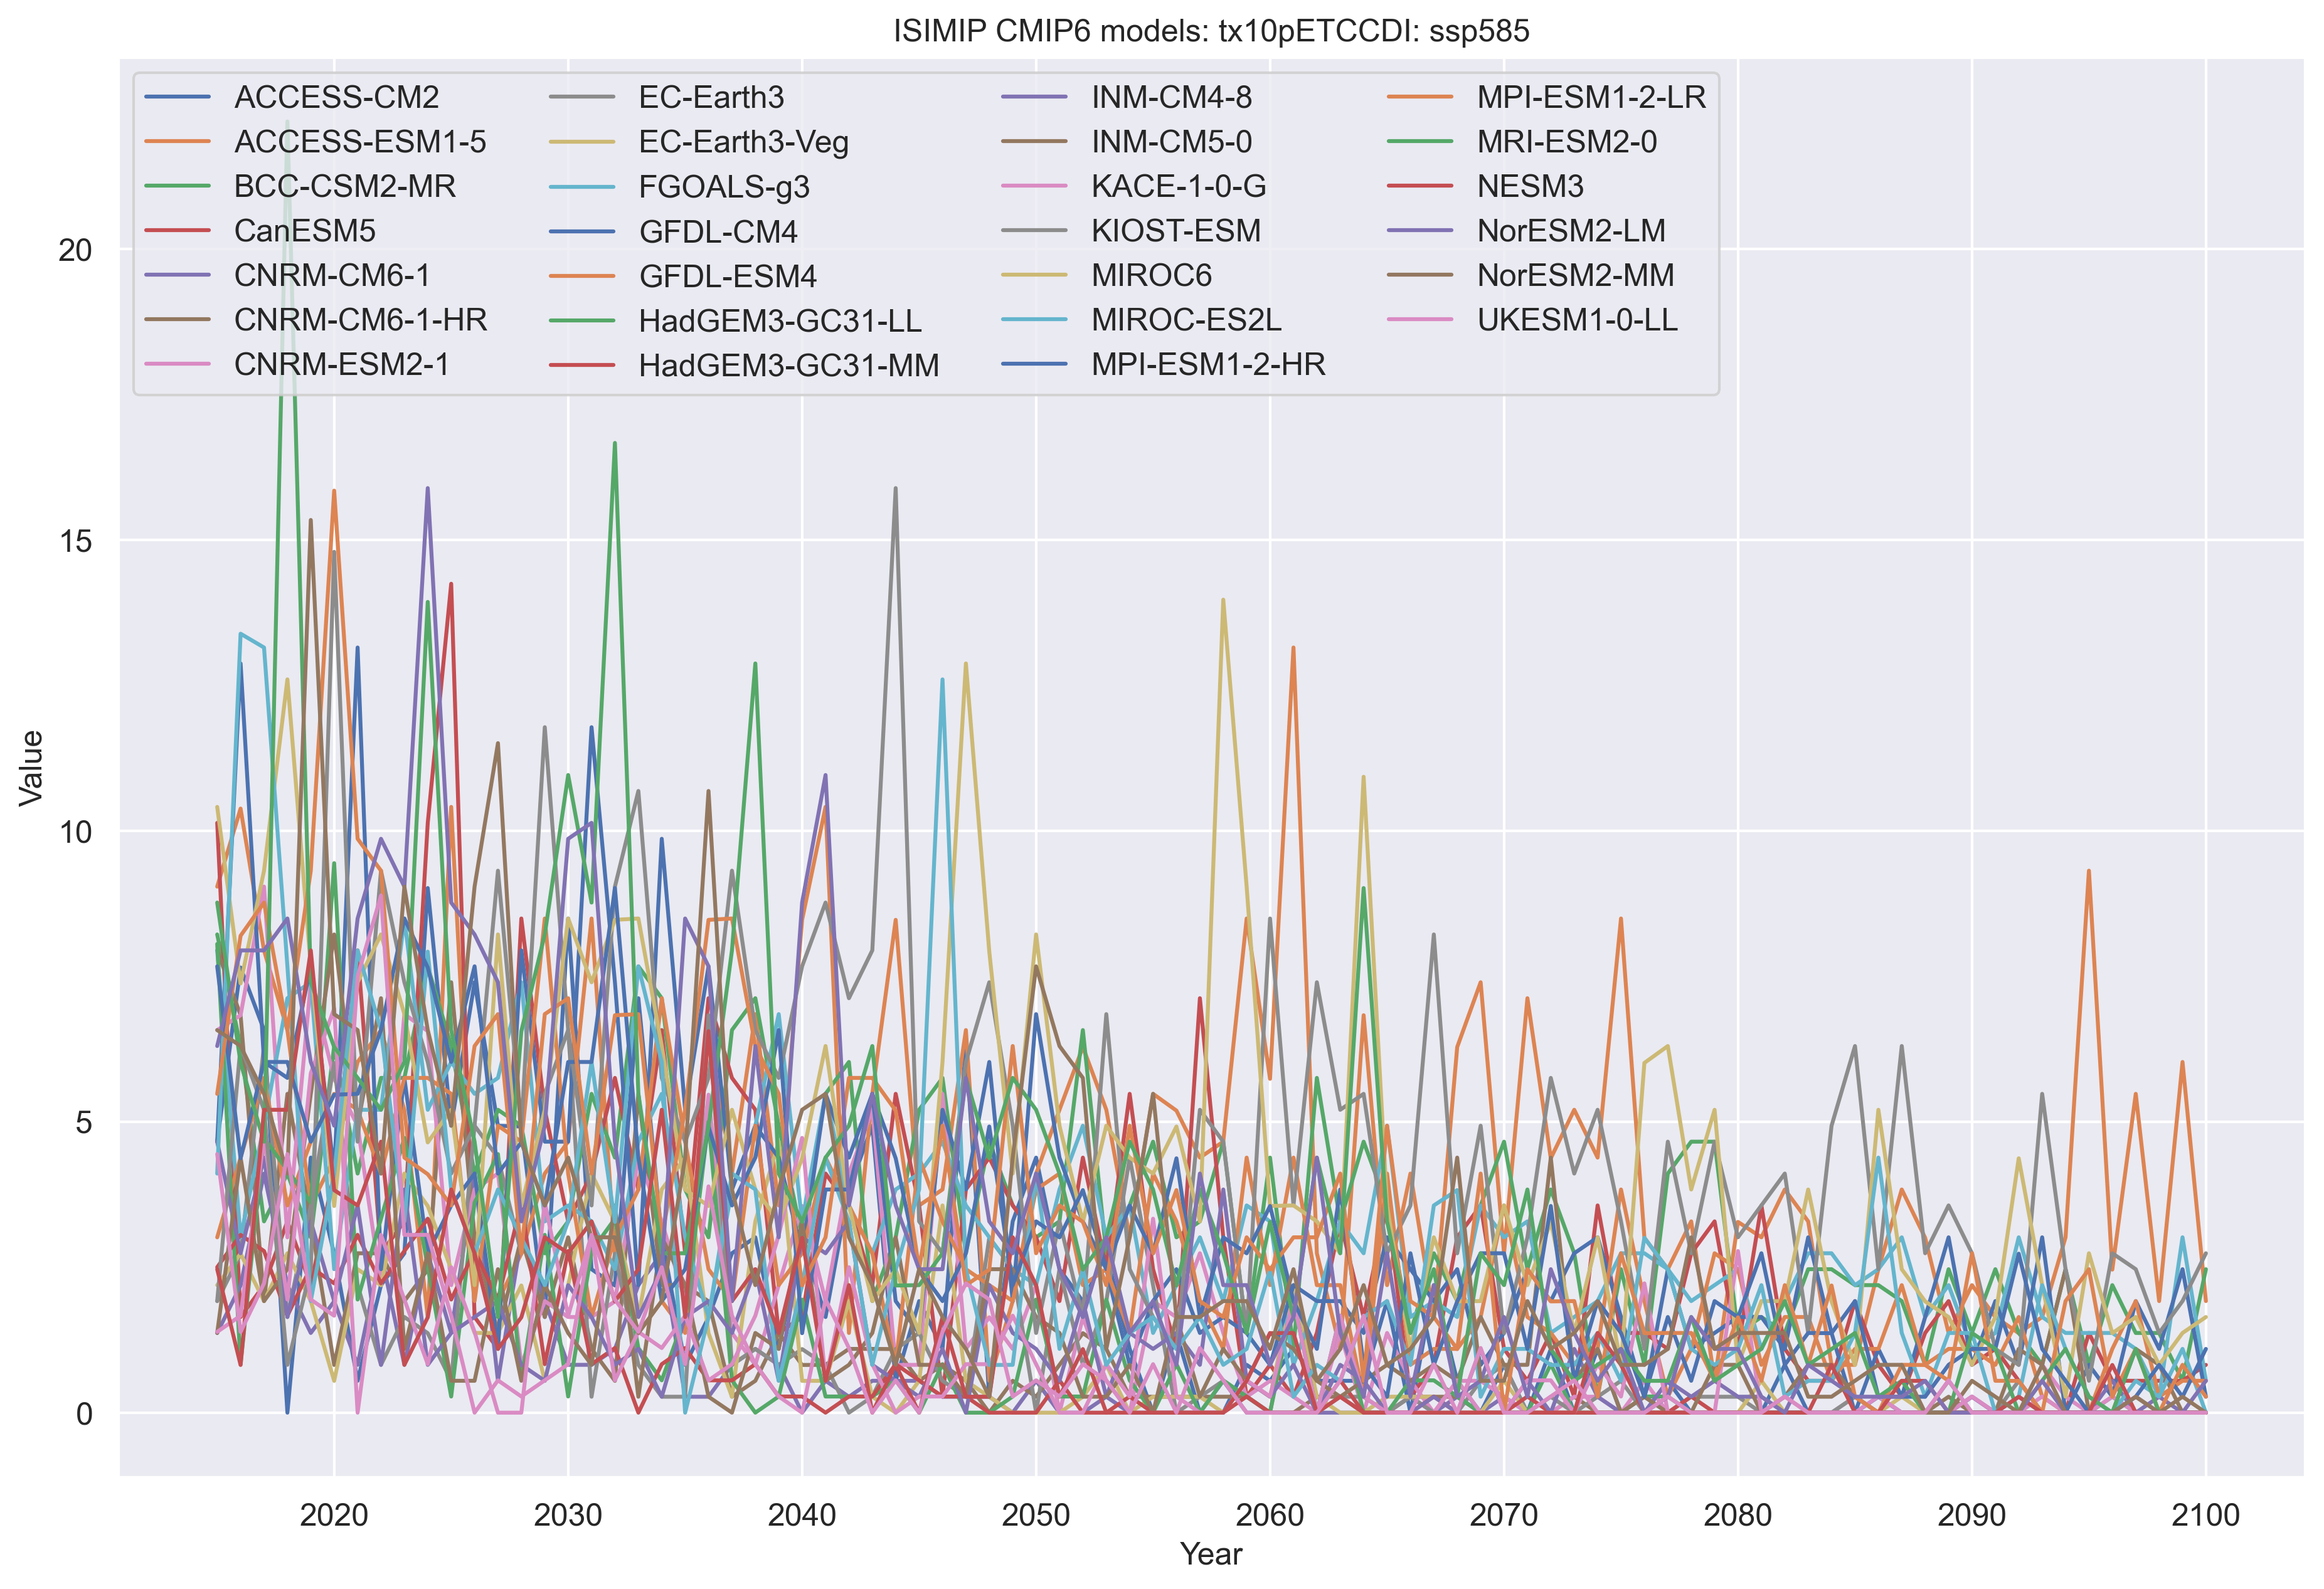 ISIMIP CMIP6 models: tx10pETCCDI: ssp585
ACCESS-CM2
ACCESS-ESM1-5
BCC-CSM2-MR
CanESM5
CNRM-CM6-1
CNRM-CM6-1-HR
CNRM-ESM2-1
EC-Earth3
EC-Earth3-Veg
FGOALS-g3
GFDL-CM4
GFDL-ESM4
HadGEM3-GC31-LL
HadGEM3-GC31-MM
INM-CM4-8
INM-CM5-0
KACE-1-0-G
KIOST-ESM
MIROC6
MIROC-ES2L
MPI-ESM1-2-HR
MPI-ESM1-2-LR
MRI-ESM2-0
NESM3
NorESM2-LM
NorESM2-MM
UKESM1-0-LL
20
15
10
5
0
Value
2020 2030 2040 2050 2060 2070 2080 2090 2100
Year